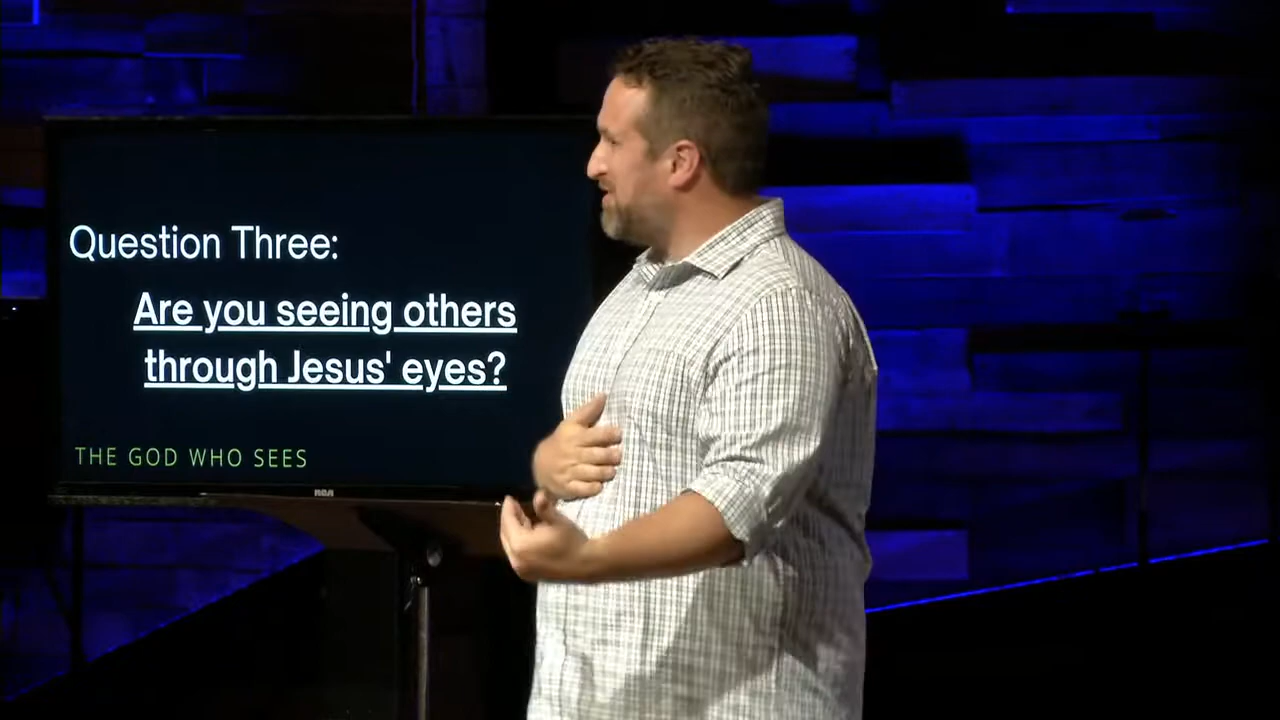 Question Three:
Are you seeing others
through Jesus' eyes?
THE GOD WHO SEES
RCA